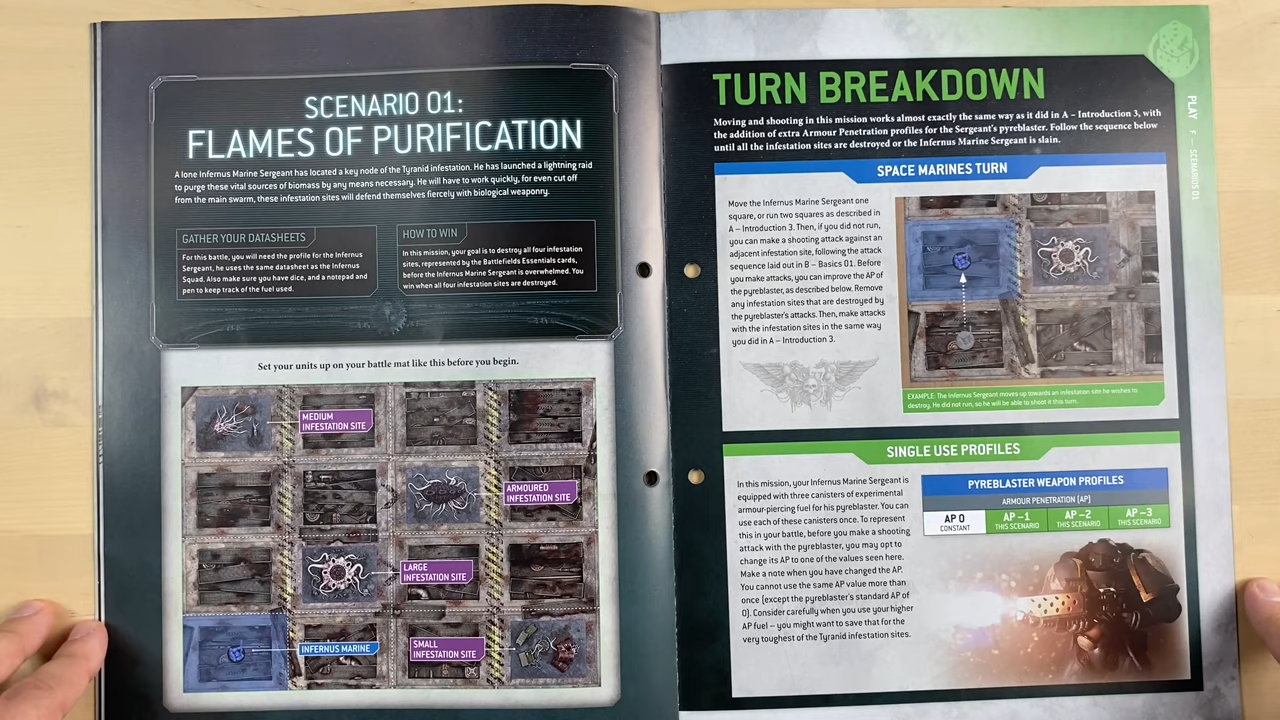 SCENARIO 01:
FLAMES OF PURIFICATION
A lone Infernus Marine Sergeant has located a key node of the Tyranid infestation. He has launched a lightning raid
to purge these vital sources of biomass by any means necessary. He will have to work quickly, for even cut off
from the main swarm, these infestation sites will defend themselves fiercely with biological weaponry.
GATHER YOUR DATASHEETS
For this battle, you will need the profile for the Infernus
Sergeant, he uses the same datasheet as the Infernus
Squad. Also make sure you have dice, and a notepad and
pen to keep track of the fuel used.
HOW TO WIN
In this mission, your goal is to destroy all four infestation
sites, represented by the Battlefields Essentials cards,
before the Infernus Marine Sergeant is overwhelmed. You
win when all four infestation sites are destroyed.
Set your units up on your battle mat like this before you begin.
MEDIUM
INFESTATION SITE
ARMOURED
INFESTATION SITE
LARGE
INFESTATION SITE
INFERNUS MARINE
SMALL
INFESTATION SITE
TURN BREAKDOWN
Moving and shooting in this mission works almost exactly the same way as it did in A – Introduction 3, with
the addition of extra Armour Penetration profiles for the Sergeant's pyreblaster. Follow the sequence below
until all the infestation sites are destroyed or the Infernus Marine Sergeant is slain.
SPACE MARINES TURN
Move the Infernus Marine Sergeant one
square, or run two squares as described in
A – Introduction 3. Then, if you did not run,
you can make a shooting attack against an
adjacent infestation site, following the attack
sequence laid out in B – Basics 01. Before
you make attacks, you can improve the AP of
the pyreblaster, as described below. Remove
any infestation sites that are destroyed by
the pyreblaster's attacks. Then, make attacks
with the infestation sites in the same way
you did in A – Introduction 3.
EXAMPLE: The Infernus Sergeant moves up towards an infestation site he wishes to
destroy. He did not run, so he will be able to shoot it this turn.
SINGLE USE PROFILES
In this mission, your Infernus Marine Sergeant is
equipped with three canisters of experimental
armour-piercing fuel for his pyreblaster. You can
use each of these canisters once. To represent
this in your battle, before you make a shooting
attack with the pyreblaster, you may opt to
change its AP to one of the values seen here.
Make a note when you have changed the AP.
You cannot use the same AP value more than
once (except the pyreblaster's standard AP of
0). Consider carefully when you use your higher
AP fuel – you might want to save that for the
very toughest of the Tyranid infestation sites.
PYREBLASTER WEAPON PROFILES
ARMOUR PENETRATION (AP)
AP 0 AP –1 AP –2 AP –3
CONSTANT THIS SCENARIO THIS SCENARIO THIS SCENARIO
PLAY F – SCENARIOS 01